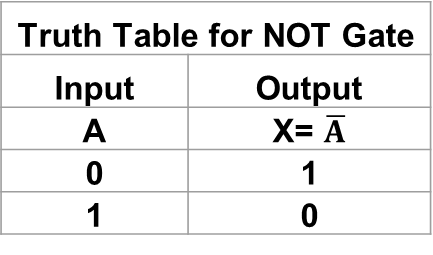 Truth Table for NOT Gate
Input Output
A X= A̅
0 1
1 0